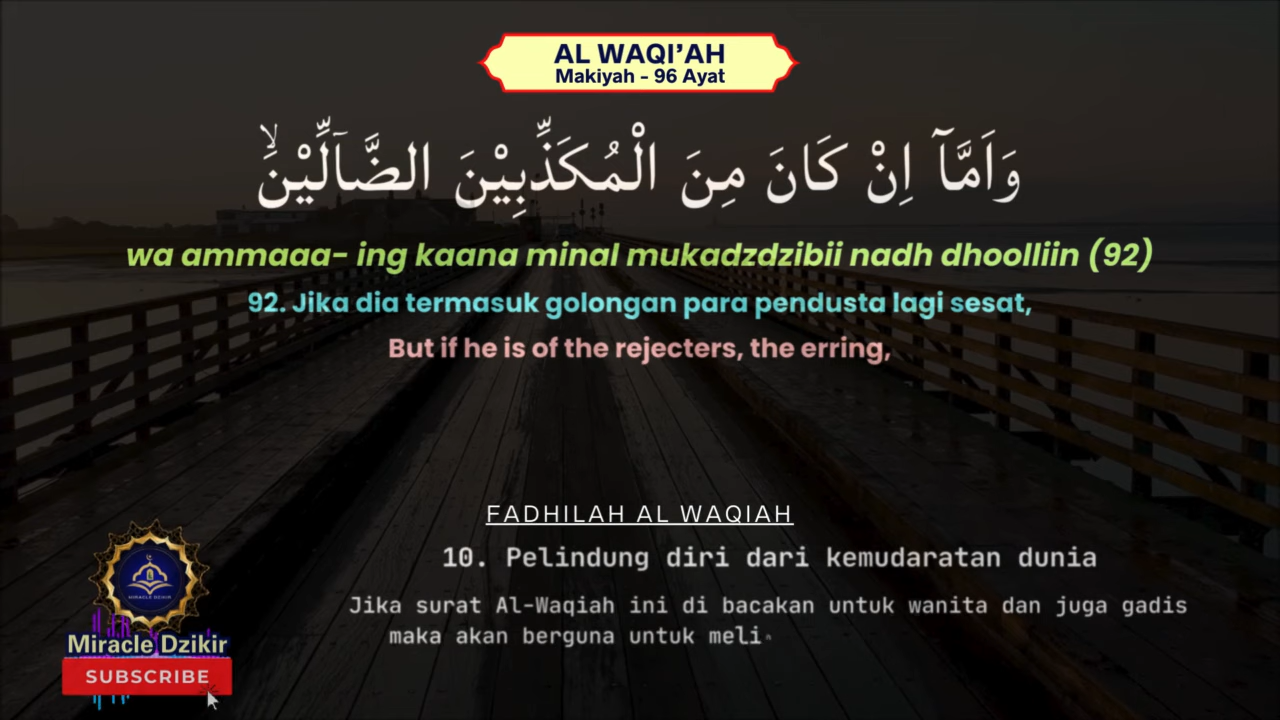 AL WAQI’AH
Makiyah - 96 Ayat
وَاَمَّآ اِنْ كَانَ مِنَ الْمُكَذِّبِيْنَ الضَّاۤلِّيْنَۙ
wa ammaaa- ing kaana minal mukadzdzibii nadh dhoolliin (92)
92. Jika dia termasuk golongan para pendusta lagi sesat,
But if he is of the rejecters, the erring,
FADHILAH AL WAQIAH
10. Pelindung diri dari kemudaratan dunia
Jika surat Al-Waqiah ini di bacakan untuk wanita dan juga gadis
maka akan berguna untuk meli
MIRACLE DZIKIR
Miracle Dzikir
SUBSCRIBE